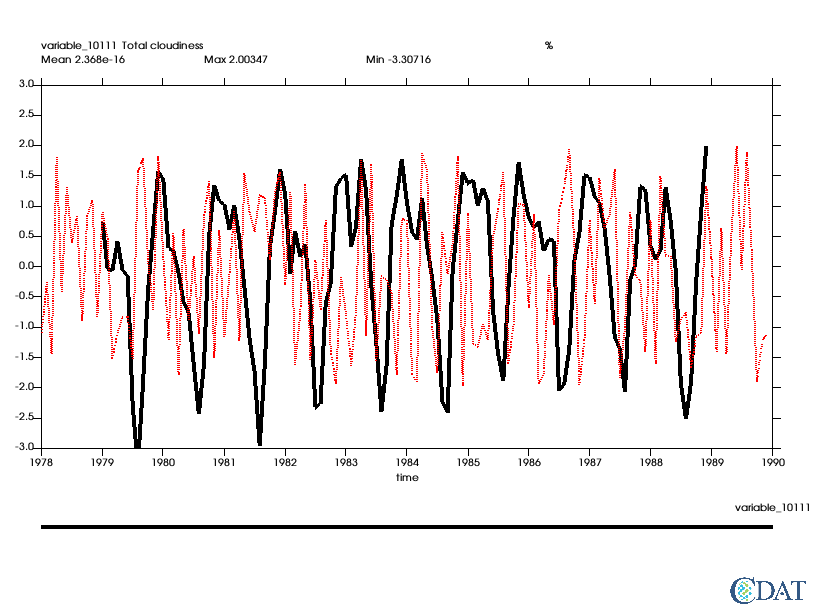 variable_10111 Total cloudiness %
Mean 2.368e-16 Max 2.00347 Min -3.30716
3.0
2.5
2.0
1.5
1.0
0.5
0.0
-0.5
-1.0
-1.5
-2.0
-2.5
-3.0
1978 1979 1980 1981 1982 1983 1984 1985 1986 1987 1988 1989 1990
time
variable_10111
CDAT